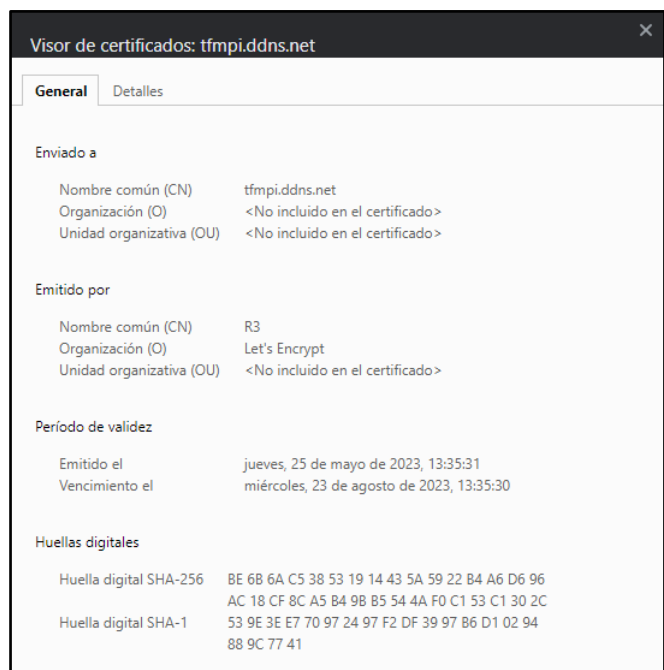 Visor de certificados: tfmpi.ddns.net
General Detalles
Enviado a
Nombre común (CN) tfmpi.ddns.net
Organización (O) <No incluido en el certificado>
Unidad organizativa (OU) <No incluido en el certificado>
Emitido por
Nombre común (CN) R3
Organización (O) Let's Encrypt
Unidad organizativa (OU) <No incluido en el certificado>
Período de validez
Emitido el jueves, 25 de mayo de 2023, 13:35:31
Vencimiento el miércoles, 23 de agosto de 2023, 13:35:30
Huellas digitales
Huella digital SHA-256 BE 6B 6A C5 38 53 19 14 43 5A 59 22 B4 A6 D6 96
AC 18 CF 8C A5 B4 9B B5 54 4A F0 C1 53 C1 30 2C
Huella digital SHA-1 53 9E 3E E7 70 97 24 97 F2 DF 39 97 B6 D1 02 94
88 9C 77 41